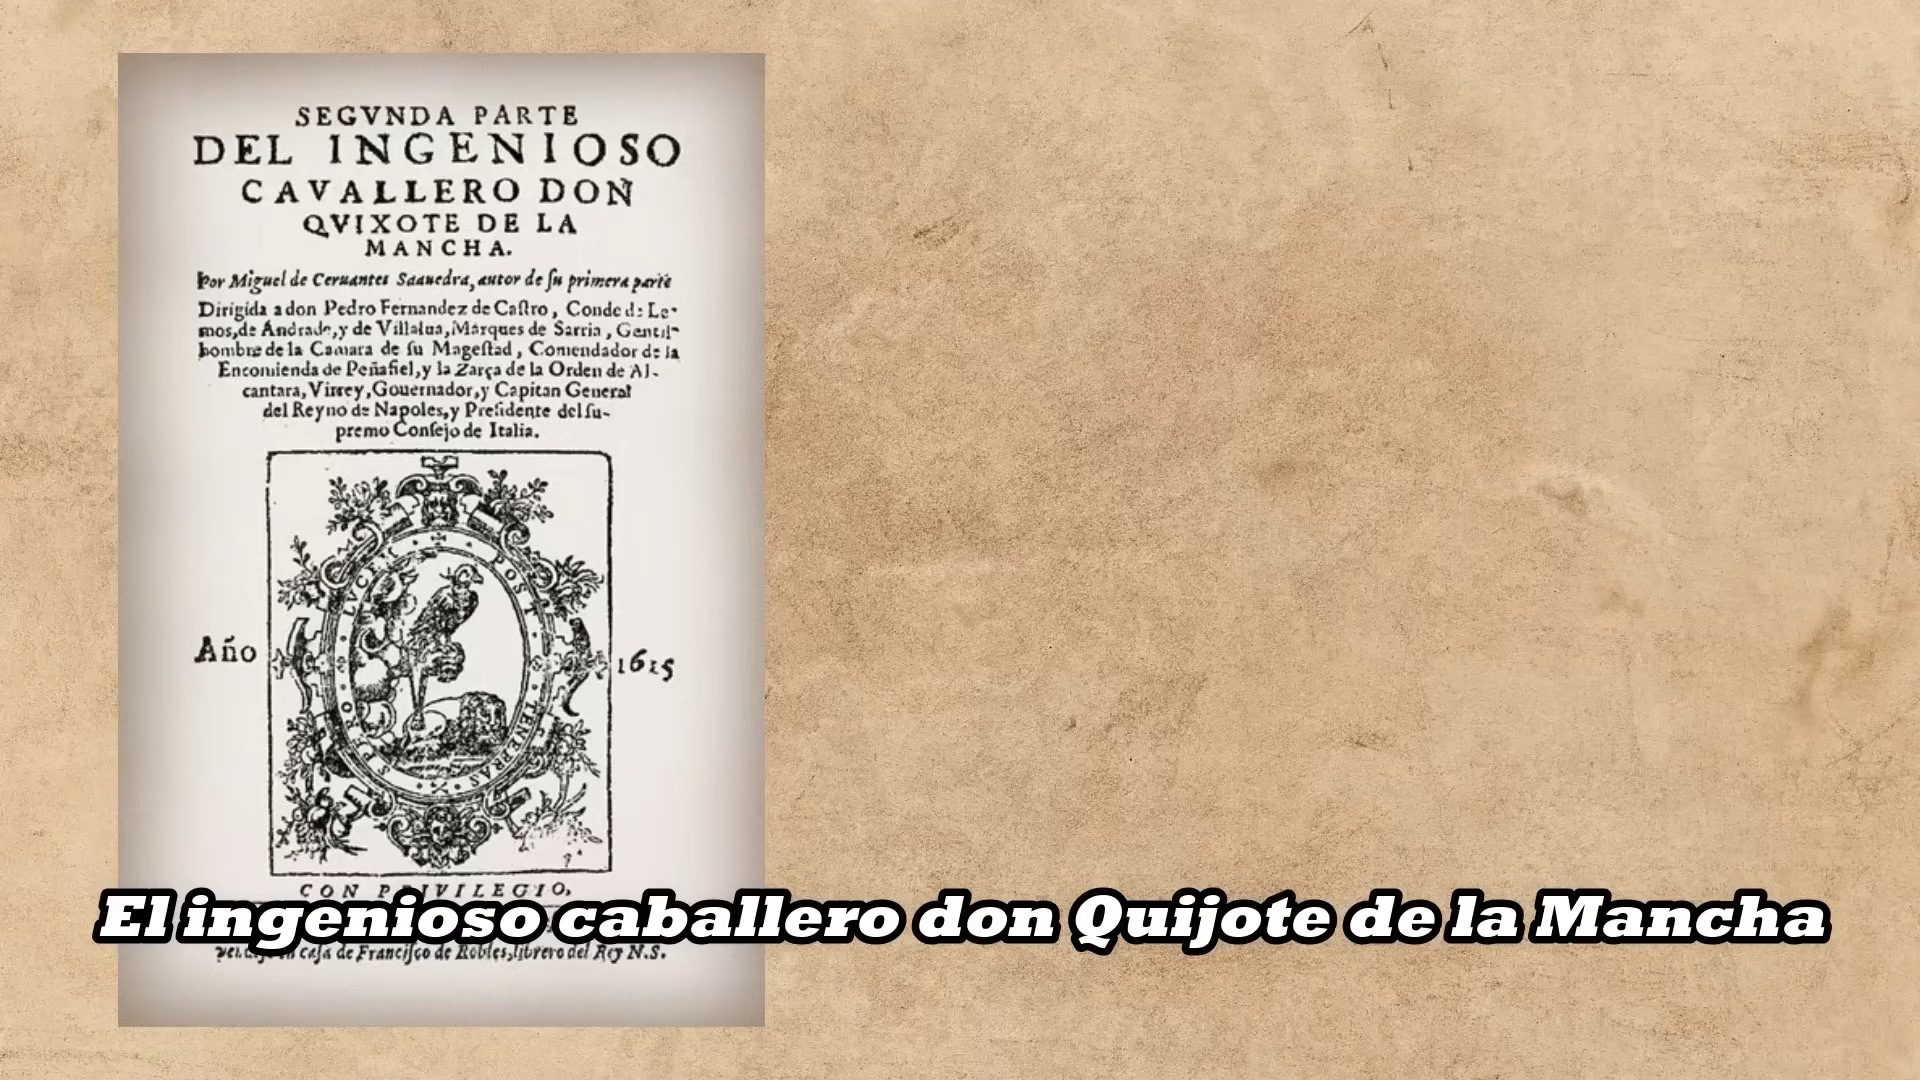 SEGVNDA PARTE
DEL INGENIOSO
CAVALLERO DON
QVIXOTE DE LA
MANCHA.
Por Miguel de Ceruantes Saauedra, autor de su primera parte
Dirigida a don Pedro Fernandez de Castro, Conde de Le-
mos, de Andrade, y de Villalua, Marques de Sarria, Gentil-
hombre de la Camara de su Magestad, Comendador de la
Encomienda de Peñafiel, y la Zarça de la Orden de Al-
cantara, Virrey, Gouernador, y Capitan General
del Reyno de Napoles, y Presidente del su-
premo Consejo de Italia.
POST TENEBRAS SPERO LUCEM
Año 1615
CON PRIVILEGIO,
El ingenioso caballero don Quijote de la Mancha
casa de Francisco de Robles, librero del Rey N.S.